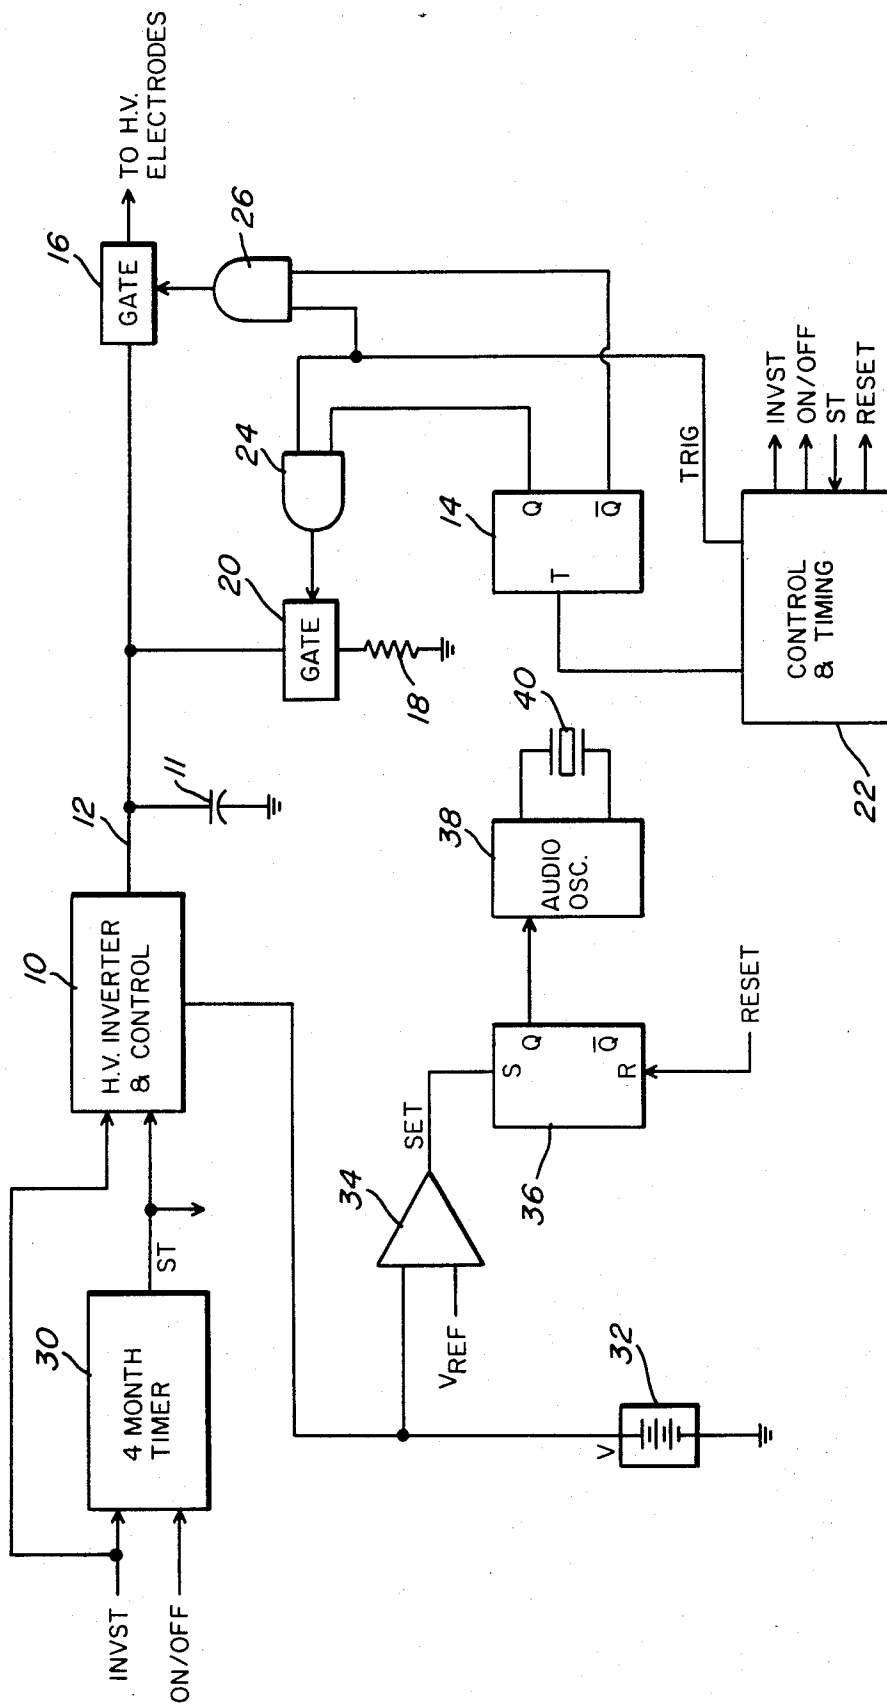 INVST
ON/OFF
30
4 MONTH
TIMER
ST
10
H.V. INVERTER
& CONTROL
12
11
16
GATE
TO H.V.
ELECTRODES
26
24
20
GATE
18
V
32
VREF
34
SET
36
S
Q
R
Q̅
RESET
38
AUDIO
OSC.
40
14
T
Q
Q̅
TRIG
22
CONTROL
& TIMING
INVST
ON/OFF
ST
RESET